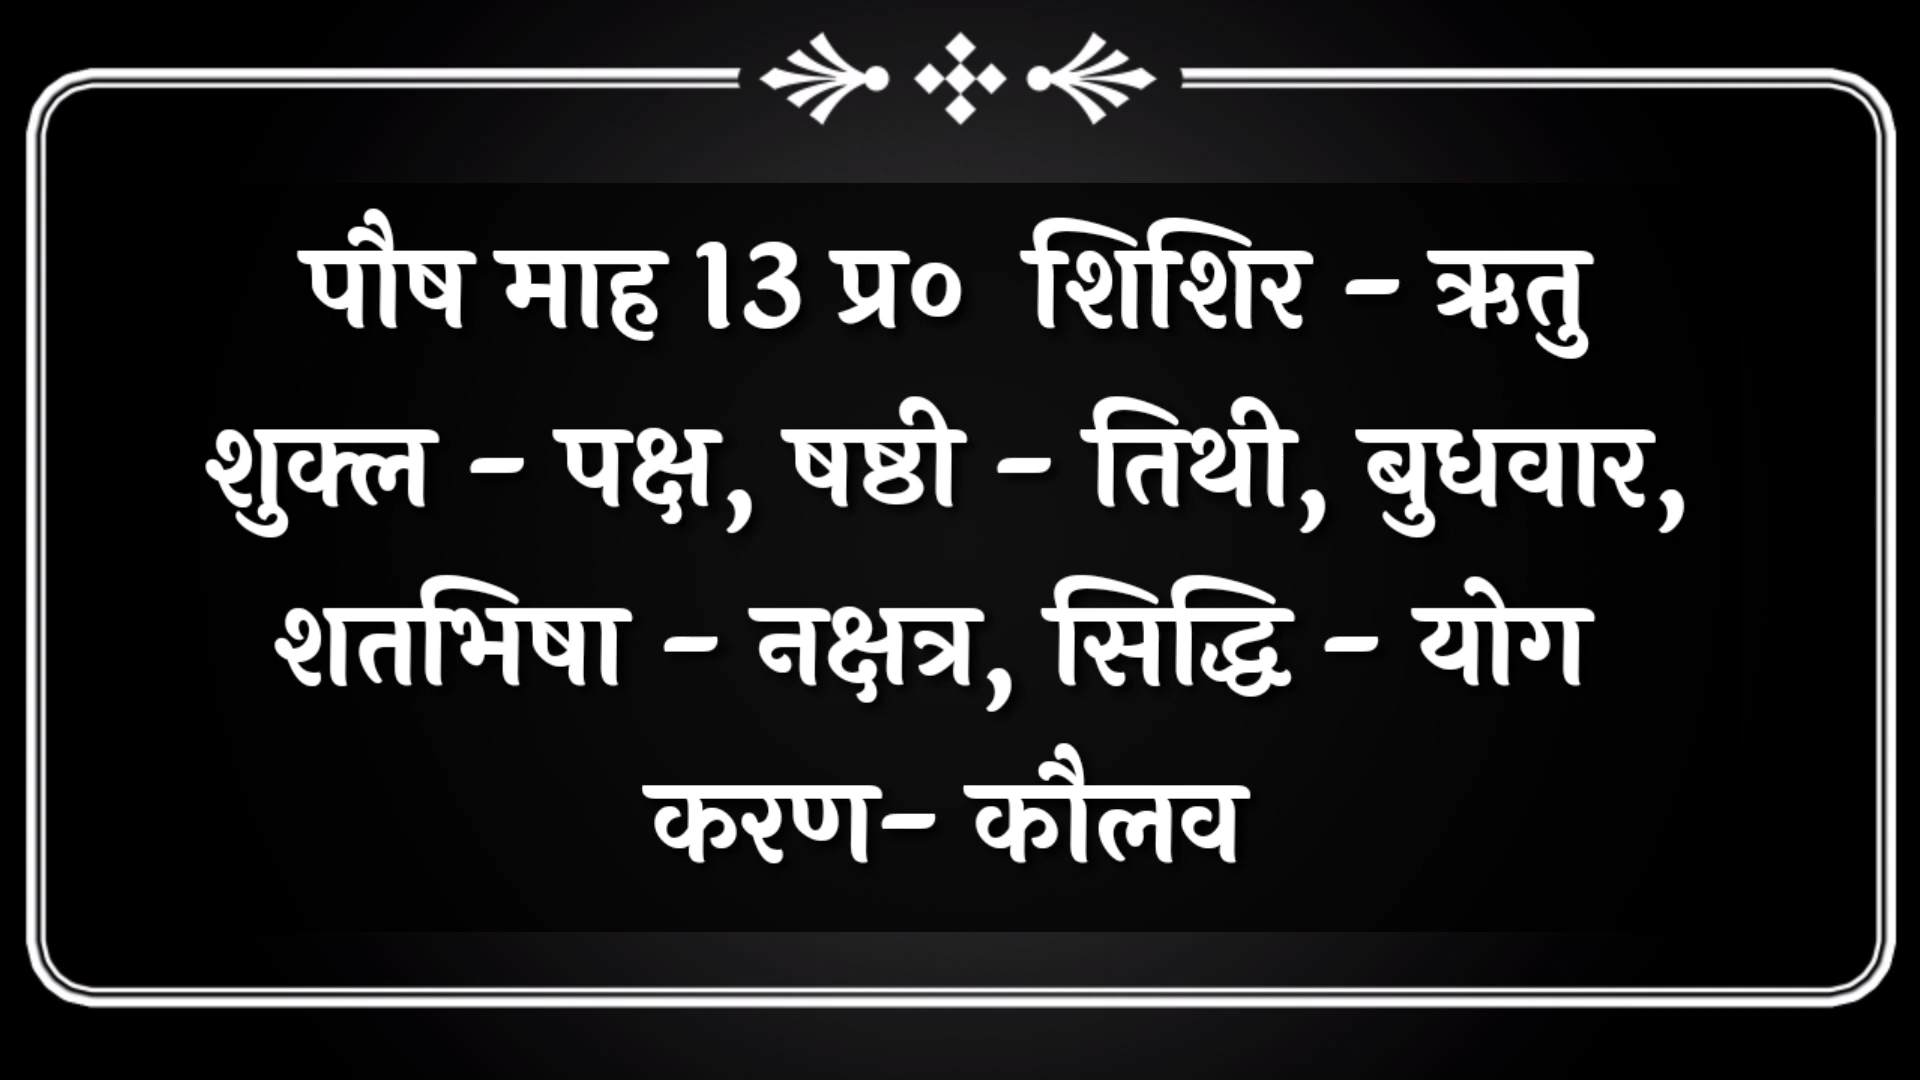 पौष माह 13 प्र०  शिशिर - ऋतु
शुक्ल - पक्ष, षष्ठी - तिथी, बुधवार,
शतभिषा - नक्षत्र, सिद्धि - योग
करण- कौलव